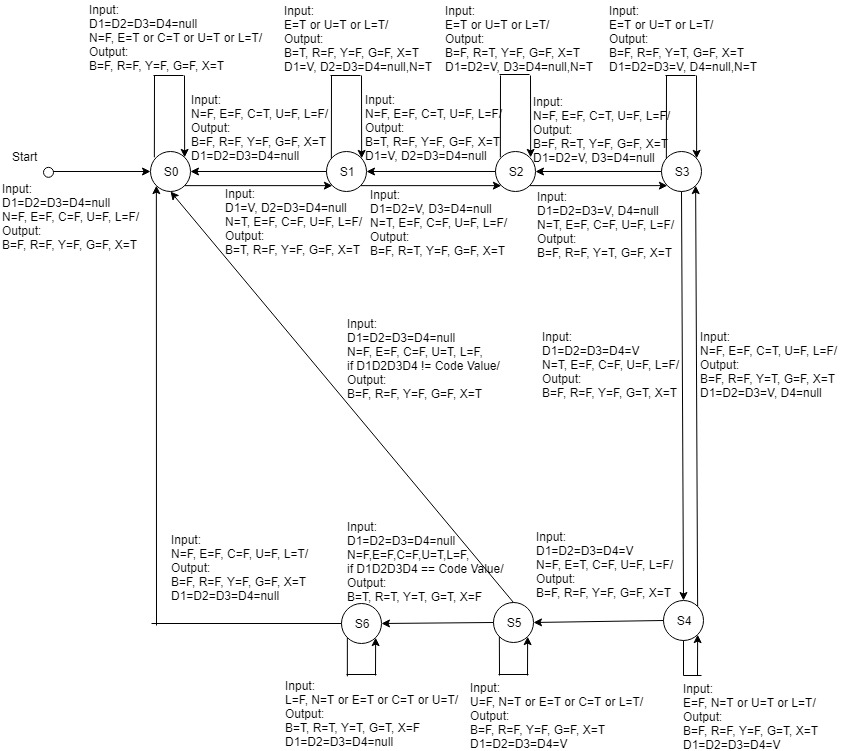 Input:
D1=D2=D3=D4=null
N=F, E=T or C=T or U=T or L=T/
Output:
B=F, R=F, Y=F, G=F, X=T
Input:
E=T or U=T or L=T/
Output:
B=T, R=F, Y=F, G=F, X=T
D1=V, D2=D3=D4=null,N=T
Input:
E=T or U=T or L=T/
Output:
B=F, R=T, Y=F, G=F, X=T
D1=D2=V, D3=D4=null,N=T
Input:
E=T or U=T or L=T/
Output:
B=F, R=F, Y=T, G=F, X=T
D1=D2=D3=V, D4=null,N=T
Input:
N=F, E=F, C=T, U=F, L=F/
Output:
B=F, R=F, Y=F, G=F, X=T
D1=D2=D3=D4=null
Input:
N=F, E=F, C=T, U=F, L=F/
Output:
B=T, R=F, Y=F, G=F, X=T
D1=V, D2=D3=D4=null
Input:
N=F, E=F, C=T, U=F, L=F/
Output:
B=F, R=T, Y=F, G=F, X=T
D1=D2=V, D3=D4=null
Start
S0
S1
S2
S3
Input:
D1=D2=D3=D4=null
N=F, E=F, C=F, U=F, L=F/
Output:
B=F, R=F, Y=F, G=F, X=T
Input:
D1=V, D2=D3=D4=null
N=T, E=F, C=F, U=F, L=F/
Output:
B=T, R=F, Y=F, G=F, X=T
Input:
D1=D2=V, D3=D4=null
N=T, E=F, C=F, U=F, L=F/
Output:
B=F, R=T, Y=F, G=F, X=T
Input:
D1=D2=D3=V, D4=null
N=T, E=F, C=F, U=F, L=F/
Output:
B=F, R=F, Y=T, G=F, X=T
Input:
D1=D2=D3=D4=null
N=F, E=F, C=F, U=T, L=F,
if D1D2D3D4 != Code Value/
Output:
B=F, R=F, Y=F, G=F, X=T
Input:
D1=D2=D3=D4=V
N=T, E=F, C=F, U=F, L=F/
Output:
B=F, R=F, Y=F, G=T, X=T
Input:
N=F, E=F, C=T, U=F, L=F/
Output:
B=F, R=F, Y=T, G=F, X=T
D1=D2=D3=V, D4=null
Input:
N=F, E=F, C=F, U=F, L=T/
Output:
B=F, R=F, Y=F, G=F, X=T
D1=D2=D3=D4=null
Input:
D1=D2=D3=D4=null
N=F,E=F,C=F,U=T,L=F,
if D1D2D3D4 == Code Value/
Output:
B=T, R=T, Y=T, G=T, X=F
Input:
D1=D2=D3=D4=V
N=F, E=T, C=F, U=F, L=F/
Output:
B=F, R=F, Y=F, G=F, X=T
S6
S5
S4
Input:
L=F, N=T or E=T or C=T or U=T/
Output:
B=T, R=T, Y=T, G=T, X=F
D1=D2=D3=D4=null
Input:
U=F, N=T or E=T or C=T or L=T/
Output:
B=F, R=F, Y=F, G=F, X=T
D1=D2=D3=D4=V
Input:
E=F, N=T or U=T or L=T/
Output:
B=F, R=F, Y=F, G=T, X=T
D1=D2=D3=D4=V